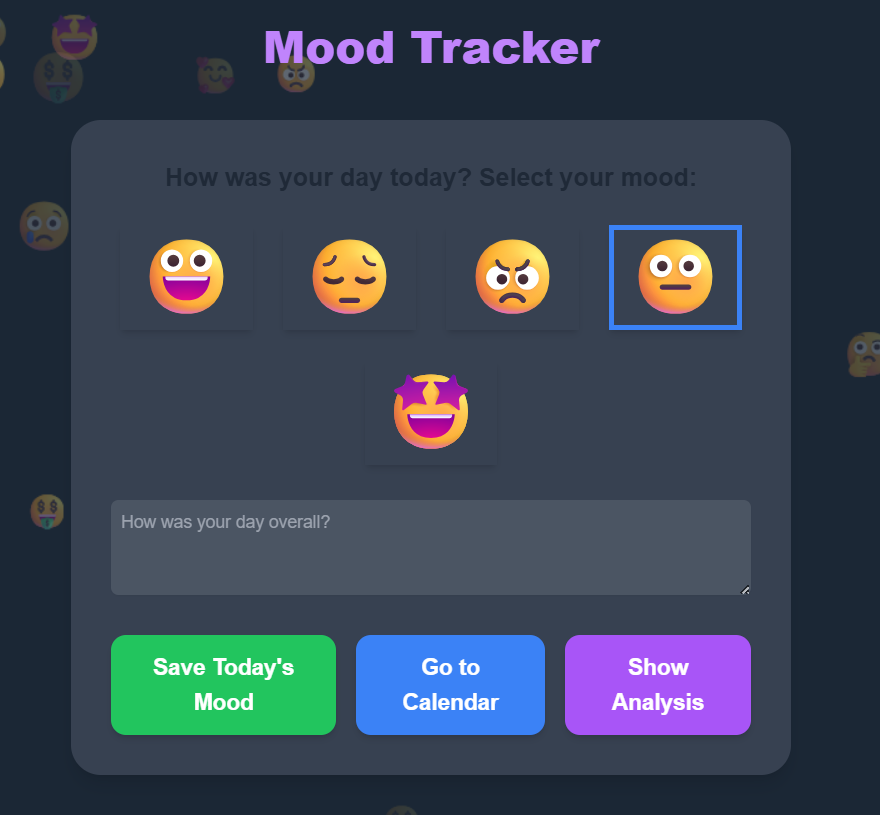 Mood Tracker
How was your day today? Select your mood:
How was your day overall?
Save Today's
Mood
Go to
Calendar
Show
Analysis